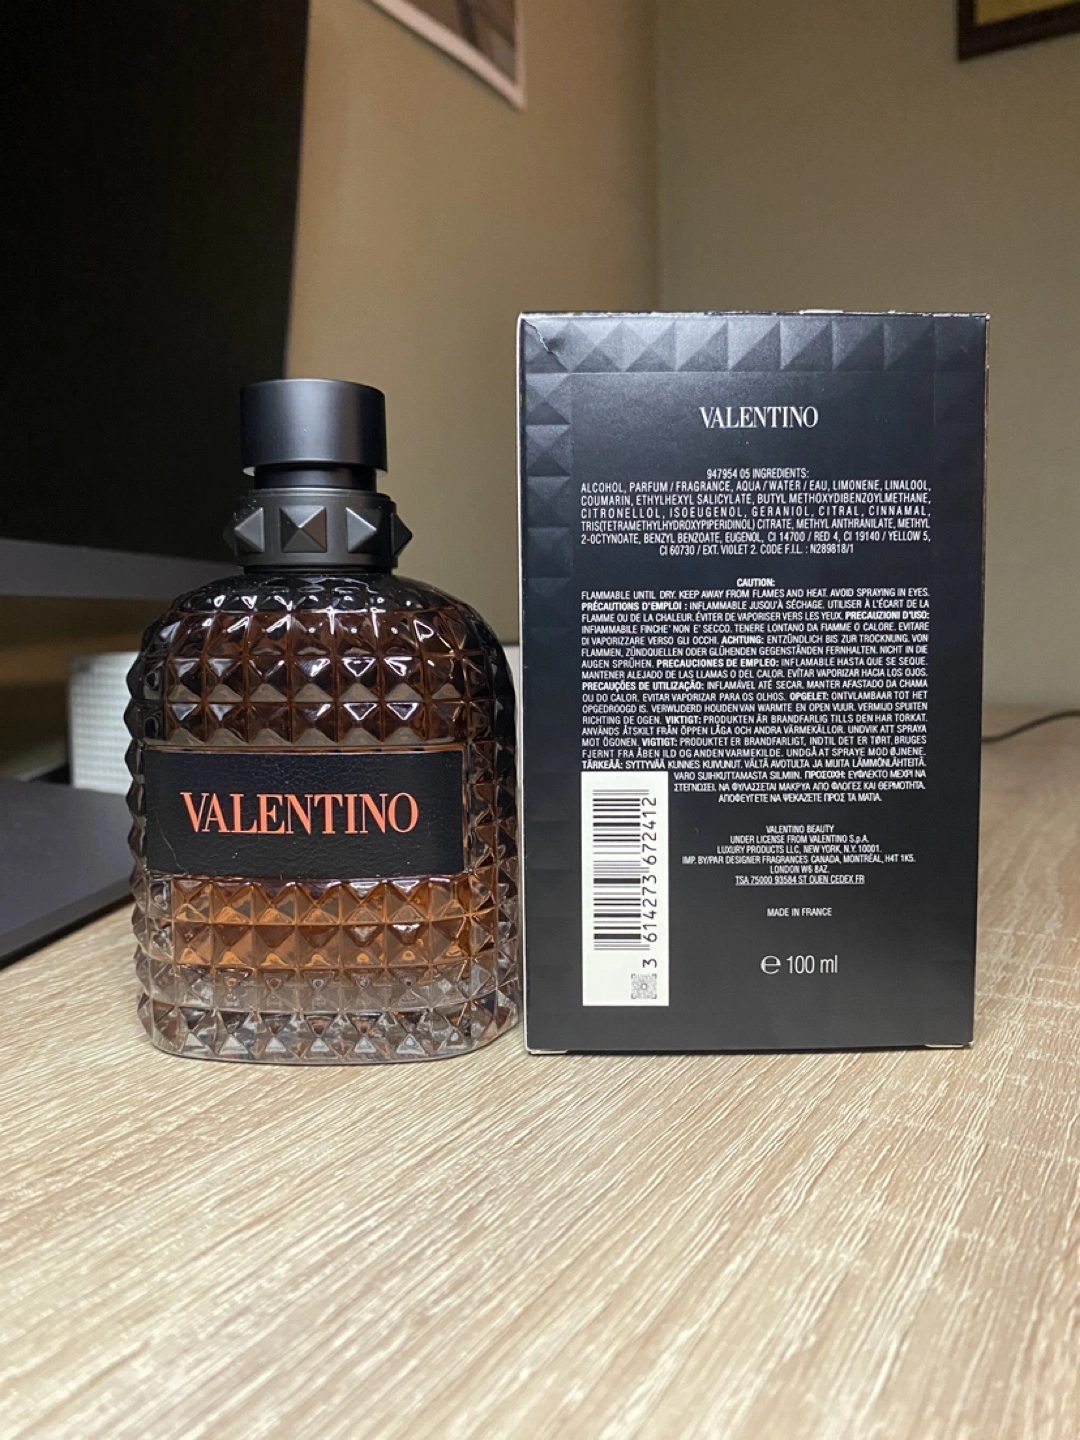 VALENTINO
VALENTINO
947954 05 INGREDIENTS:
ALCOHOL, PARFUM / FRAGRANCE, AQUA / WATER / EAU, LIMONENE, LINALOOL,
COUMARIN, ETHYLHEXYL SALICYLATE, BUTYL METHOXYDIBENZOYLMETHANE,
CITRONELLOL, ISOEUGENOL, GERANIOL, CITRAL, CINNAMAL,
TRIS(TETRAMETHYLHYDROXYPIPERIDINOL) CITRATE, METHYL ANTHRANILATE, METHYL
2-OCTYNOATE, BENZYL BENZOATE, EUGENOL, CI 14700 / RED 4, CI 19140 / YELLOW 5,
CI 60730 / EXT. VIOLET 2. CODE F.I.L. : N289818/1
CAUTION:
FLAMMABLE UNTIL DRY. KEEP AWAY FROM FLAMES AND HEAT. AVOID SPRAYING IN EYES.
PRÉCAUTIONS D'EMPLOI : INFLAMMABLE JUSQU'À SÉCHAGE. UTILISER À L'ÉCART DE LA
FLAMME OU DE LA CHALEUR. ÉVITER DE VAPORISER VERS LES YEUX. PRECAUZIONI D'USO:
INFIAMMABILE FINCHE' NON E' SECCO. TENERE LONTANO DA FIAMME O CALORE. EVITARE
DI VAPORIZZARE VERSO GLI OCCHI. ACHTUNG: ENTZÜNDLICH BIS ZUR TROCKNUNG. VON
FLAMMEN, ZÜNDQUELLEN ODER GLÜHENDEN GEGENSTÄNDEN FERNHALTEN. NICHT IN DIE
AUGEN SPRÜHEN. PRECAUCIONES DE EMPLEO: INFLAMABLE HASTA QUE SE SEQUE.
MANTENER ALEJADO DE LAS LLAMAS O DEL CALOR. EVITAR VAPORIZAR HACIA LOS OJOS.
PRECAUÇÕES DE UTILIZAÇÃO: INFLAMÁVEL ATÉ SECAR. MANTER AFASTADO DA CHAMA
OU DO CALOR. EVITAR VAPORIZAR PARA OS OLHOS. OPGELET: ONTVLAMBAAR TOT HET
OPGEDROOGD IS. VERWIJDERD HOUDEN VAN WARMTE EN OPEN VUUR. VERMIJD SPUITEN
RICHTING DE OGEN. VIKTIGT: PRODUKTEN ÄR BRANDFARLIG TILLS DEN HAR TORKAT.
ANVÄNDS ÅTSKILT FRÅN ÖPPEN LÅGA OCH ANDRA VÄRMEKÄLLOR. UNDVIK ATT SPRAYA
MOT ÖGONEN. VIGTIGT: PRODUKTET ER BRANDFARLIGT, INDTIL DET ER TØRT. BRUGES
FJERNT FRA ÅBEN ILD OG ANDEN VARMEKILDE. UNDGÅ AT SPRAYE MOD ØJNENE.
TÄRKEÄÄ: SYTTYVÄÄ KUNNES KUIVUNUT. VÄLTÄ AVOTULTA JA MUITA LÄMMÖNLÄHTEITÄ.
VARO SUIHKUTTAMASTA SILMIIN. ΠΡΟΣΟΧΗ: ΕΥΦΛΕΚΤΟ ΜΕΧΡΙ ΝΑ
ΣΤΕΓΝΩΣΕΙ. ΝΑ ΦΥΛΑΣΣΕΤΑΙ ΜΑΚΡΥΑ ΑΠΟ ΦΛΟΓΕΣ ΚΑΙ ΘΕΡΜΟΤΗΤΑ.
ΑΠΟΦΕΥΓΕΤΕ ΝΑ ΨΕΚΑΖΕΤΕ ΠΡΟΣ ΤΑ ΜΑΤΙΑ.
VALENTINO BEAUTY
UNDER LICENSE FROM VALENTINO S.p.A.
LUXURY PRODUCTS LLC, NEW YORK, N.Y. 10001.
IMP. BY/PAR DESIGNER FRAGRANCES CANADA, MONTRÉAL, H4T 1K5.
LONDON W6 8AZ.
TSA 75000 93584 ST OUEN CEDEX FR
MADE IN FRANCE
℮ 100 ml
3 614273 672412